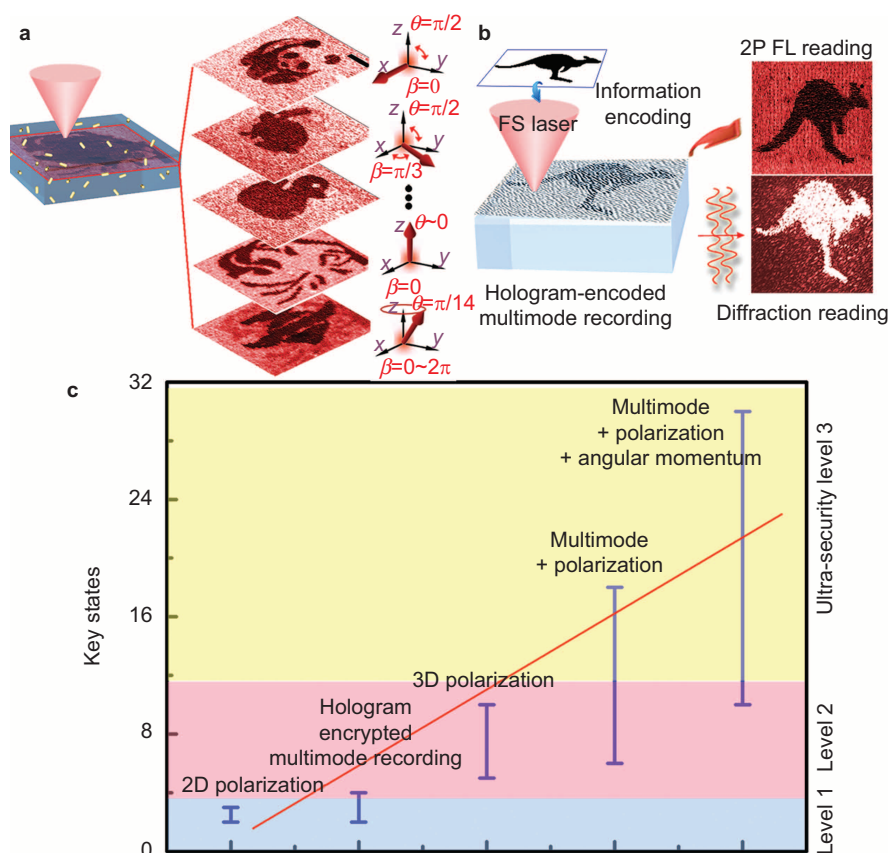 a
z
θ=π/2
x
y
β=0
θ=π/2
z
x
y
β=π/3
z
θ~0
x
y
β=0
z
θ=π/14
x
y
β=0~2π
b
Information
encoding
FS laser
Hologram-encoded
multimode recording
2P FL reading
Diffraction reading
c
Key states
32
24
16
8
0
2D polarization
Hologram
encrypted
multimode recording
3D polarization
Multimode
+ polarization
Multimode
+ polarization
+ angular momentum
Level 1
Level 2
Ultra-security level 3